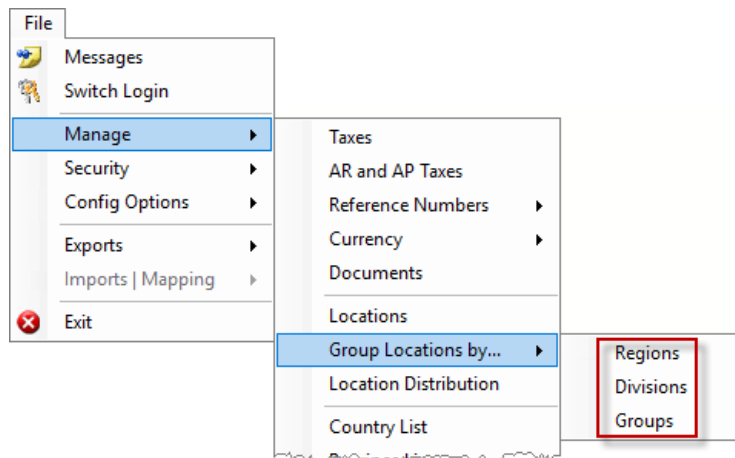 File
Messages
Switch Login
Manage
Security
Config Options
Exports
Imports | Mapping
Exit
Taxes
AR and AP Taxes
Reference Numbers
Currency
Documents
Locations
Group Locations by...
Location Distribution
Country List
Regions
Divisions
Groups